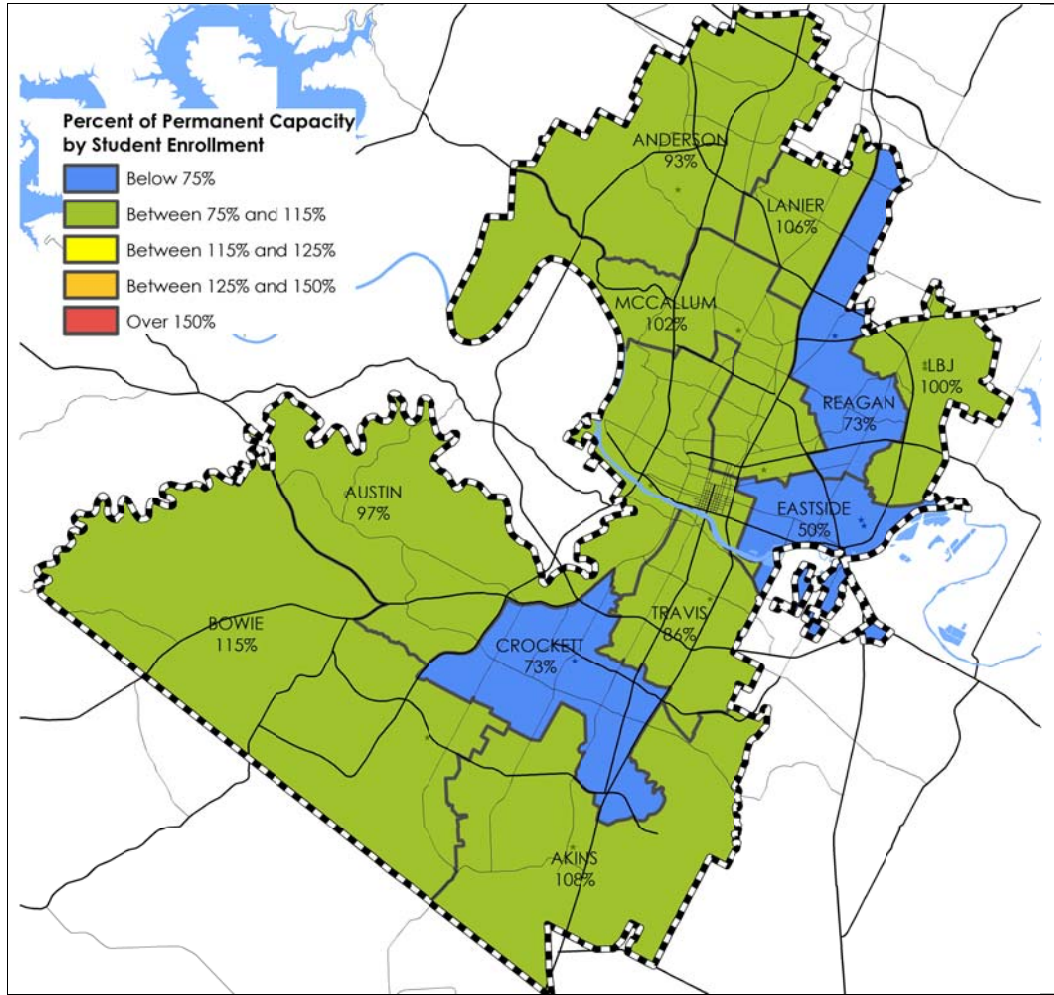 Percent of Permanent Capacity
by Student Enrollment
Below 75%
Between 75% and 115%
Between 115% and 125%
Between 125% and 150%
Over 150%
ANDERSON
93%
LANIER
106%
MCCALLUM
102%
LBJ
100%
REAGAN
73%
AUSTIN
97%
EASTSIDE
50%
BOWIE
115%
TRAVIS
86%
CROCKETT
73%
AKINS
108%